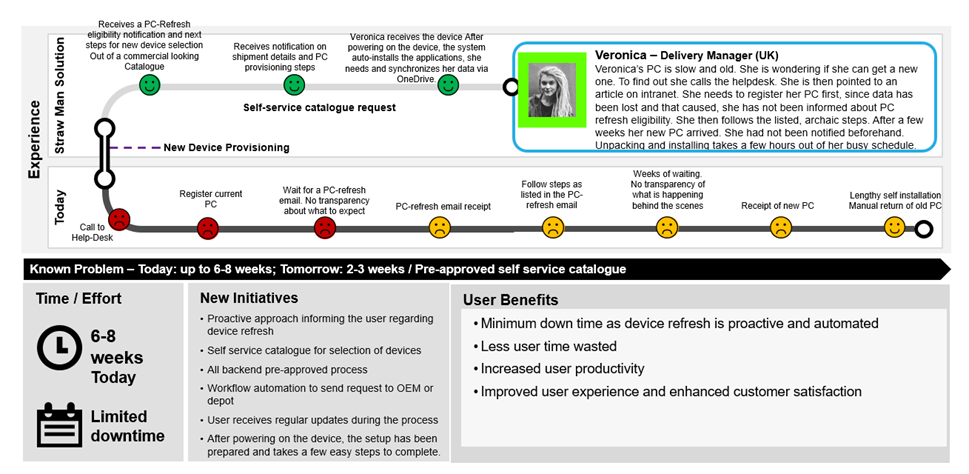 Receives a PC-Refresh
eligibility notification and next
steps for new device selection
Out of a commercial looking
Catalogue
Receives notification on
shipment details and PC
provisioning steps
Veronica receives the device After
powering on the device, the system
auto-installs the applications, she
needs and synchronizes her data via
OneDrive
Self-service catalogue request
Veronica – Delivery Manager (UK)
Veronica's PC is slow and old. She is wondering if she can get a new
one. To find out she calls the helpdesk. She is then pointed to an
article on intranet. She needs to register her PC first, since data has
been lost and that caused, she has not been informed about PC
refresh eligibility. She then follows the listed, archaic steps. After a few
weeks her new PC arrived. She had not been notified beforehand.
Unpacking and installing takes a few hours out of her busy schedule.
Experience
Straw Man Solution
New Device Provisioning
Today
Call to
Help-Desk
Register current
PC
Wait for a PC-refresh
email. No transparency
about what to expect
PC-refresh email receipt
Follow steps as
listed in the PC-
refresh email
Weeks of waiting.
No transparency of
what is happening
behind the scenes
Receipt of new PC
Lengthy self installation
Manual return of old PC
Known Problem – Today: up to 6-8 weeks; Tomorrow: 2-3 weeks / Pre-approved self service catalogue
Time / Effort
6-8
weeks
Today
Limited
downtime
New Initiatives
• Proactive approach informing the user regarding
device refresh
• Self service catalogue for selection of devices
• All backend pre-approved process
• Workflow automation to send request to OEM or
depot
• User receives regular updates during the process
• After powering on the device, the setup has been
prepared and takes a few easy steps to complete.
User Benefits
• Minimum down time as device refresh is proactive and automated
• Less user time wasted
• Increased user productivity
• Improved user experience and enhanced customer satisfaction